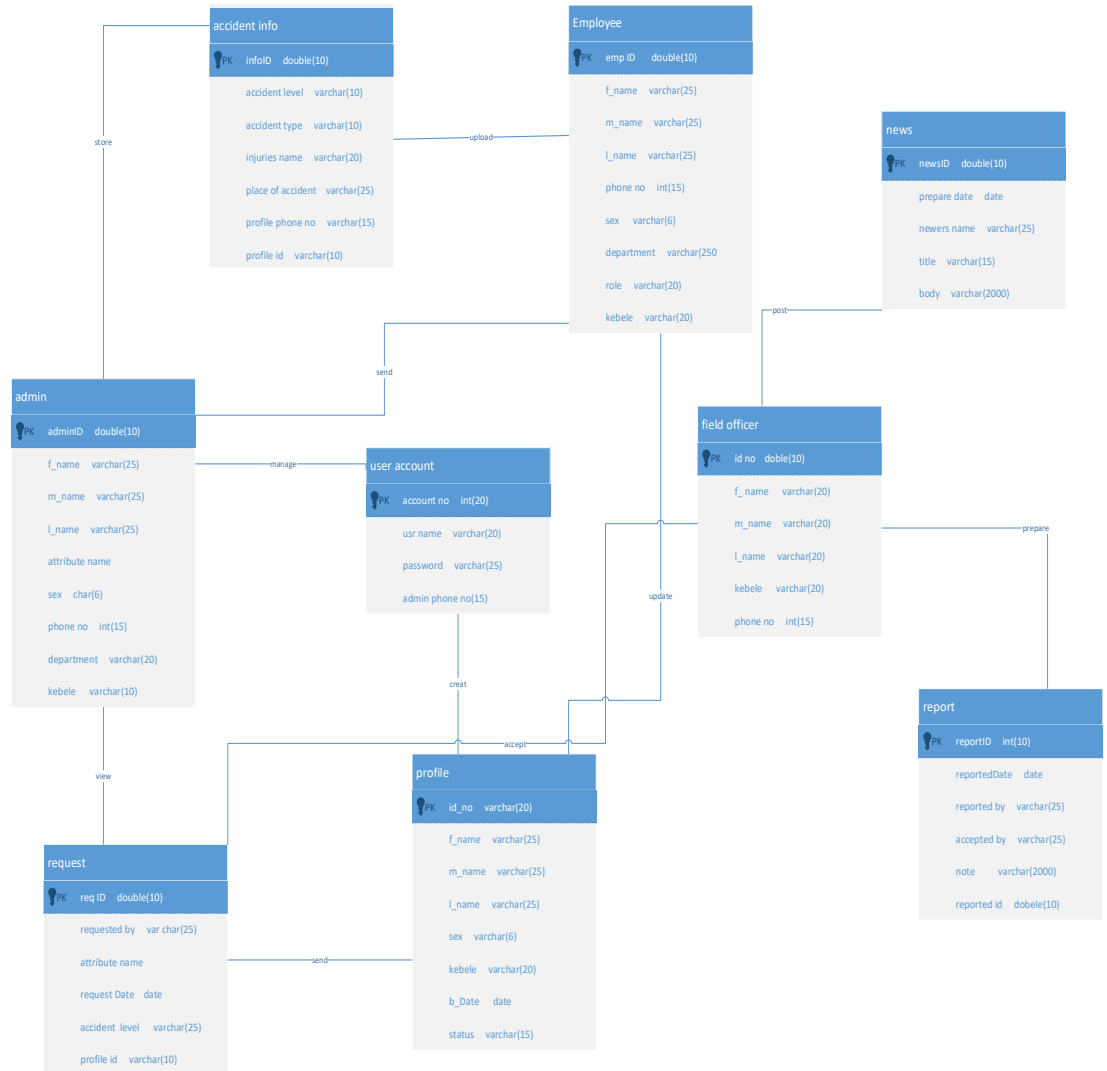 accident info
PK infoID double(10)
accident level varchar(10)
accident type varchar(10)
injuries name varchar(20)
place of accident varchar(25)
profile phone no varchar(15)
profile id varchar(10)
Employee
PK emp ID double(10)
f_name varchar(25)
m_name varchar(25)
l_name varchar(25)
phone no int(15)
sex varchar(6)
department varchar(250
role varchar(20)
kebele varchar(20)
news
PK newsID double(10)
prepare date date
newers name varchar(25)
title varchar(15)
body varchar(2000)
store
upload
post
send
admin
PK adminID double(10)
f_name varchar(25)
m_name varchar(25)
l_name varchar(25)
attribute name
sex char(6)
phone no int(15)
department varchar(20)
kebele varchar(10)
manage
user account
PK account no int(20)
usr name varchar(20)
password varchar(25)
admin phone no(15)
field officer
PK id no doble(10)
f_ name varchar(20)
m_name varchar(20)
l_name varchar(20)
kebele varchar(20)
phone no int(15)
prepare
update
creat
accept
view
report
PK reportID int(10)
reportedDate date
reported by varchar(25)
accepted by varchar(25)
note varchar(2000)
reported id dobele(10)
profile
PK id_no varchar(20)
f_name varchar(25)
m_name varchar(25)
l_name varchar(25)
sex varchar(6)
kebele varchar(20)
b_Date date
status varchar(15)
request
PK req ID double(10)
requested by var char(25)
attribute name
request Date date
accident level varchar(25)
profile id varchar(10)
send